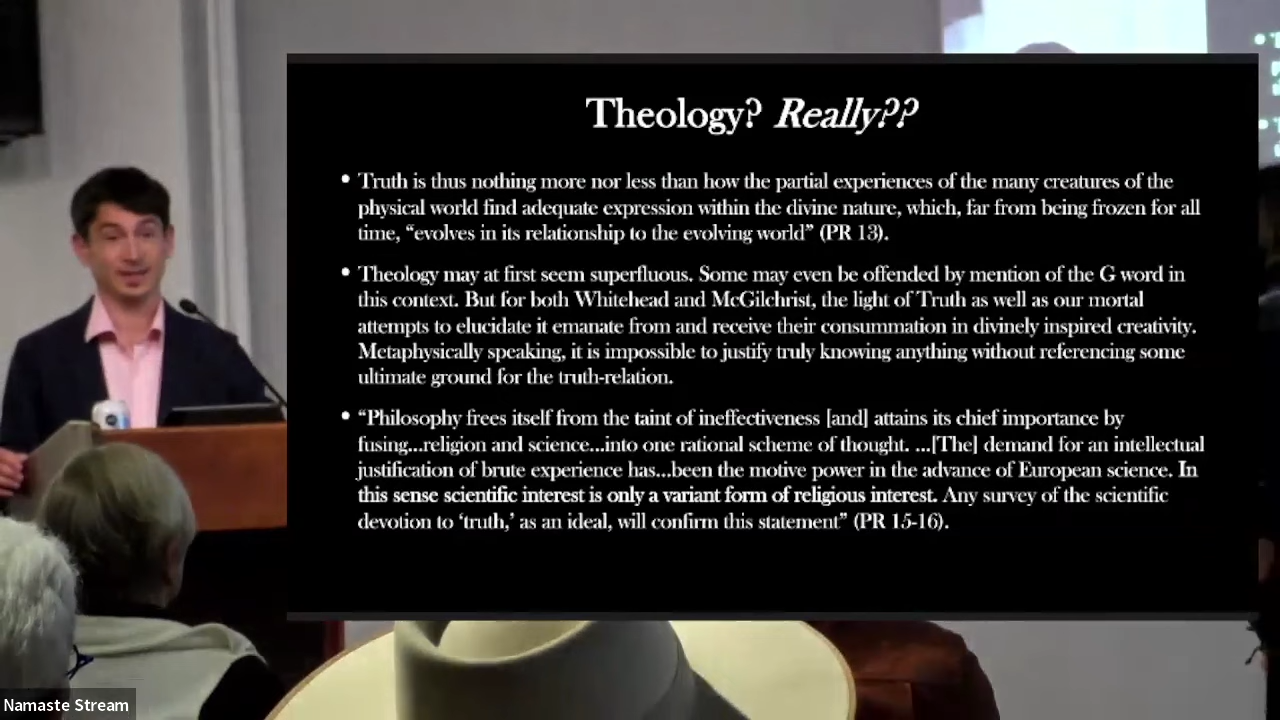 Theology? Really??
• Truth is thus nothing more nor less than how the partial experiences of the many creatures of the
physical world find adequate expression within the divine nature, which, far from being frozen for all
time, “evolves in its relationship to the evolving world” (PR 13).
• Theology may at first seem superfluous. Some may even be offended by mention of the G word in
this context. But for both Whitehead and McGilchrist, the light of Truth as well as our mortal
attempts to elucidate it emanate from and receive their consummation in divinely inspired creativity.
Metaphysically speaking, it is impossible to justify truly knowing anything without referencing some
ultimate ground for the truth-relation.
• “Philosophy frees itself from the taint of ineffectiveness [and] attains its chief importance by
fusing...religion and science...into one rational scheme of thought. ...[The] demand for an intellectual
justification of brute experience has...been the motive power in the advance of European science. In
this sense scientific interest is only a variant form of religious interest. Any survey of the scientific
devotion to ‘truth,’ as an ideal, will confirm this statement” (PR 15-16).
Namaste Stream